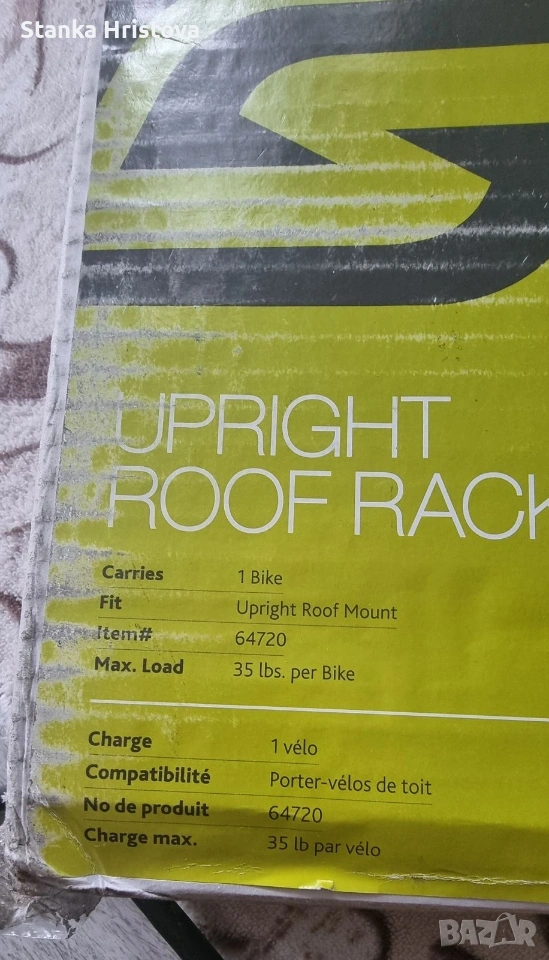 Stanka Hristova
UPRIGHT
ROOF RACK
Carries 1 Bike
Fit Upright Roof Mount
Item# 64720
Max. Load 35 lbs. per Bike
Charge 1 vélo
Compatibilité Porter-vélos de toit
No de produit 64720
Charge max. 35 lb par vélo
BAZAR